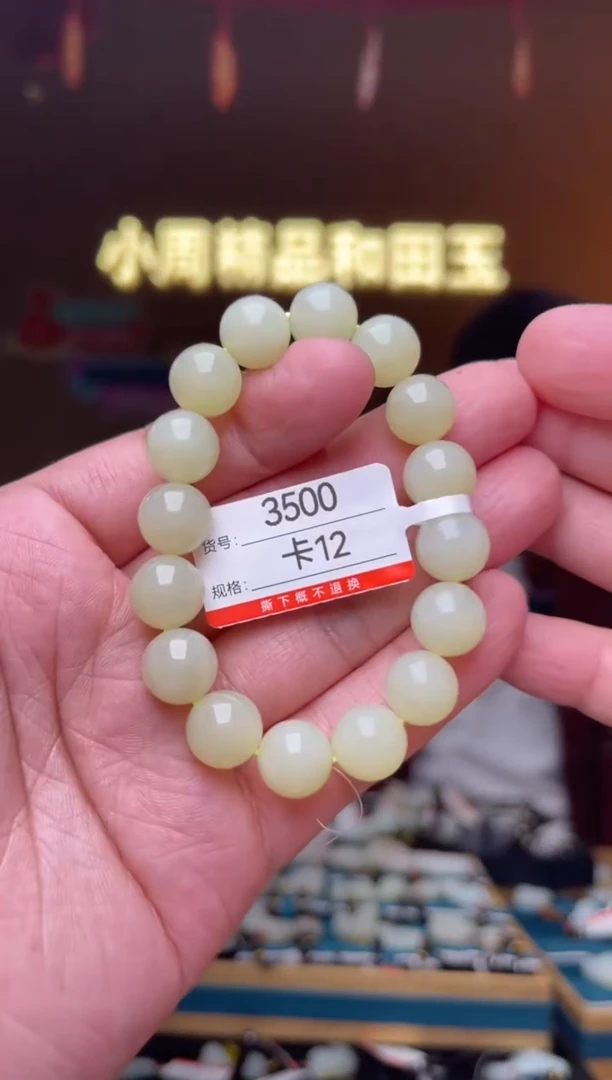 小周精品和田玉
3500
货号：
卡12
规格：
撕下概不退换